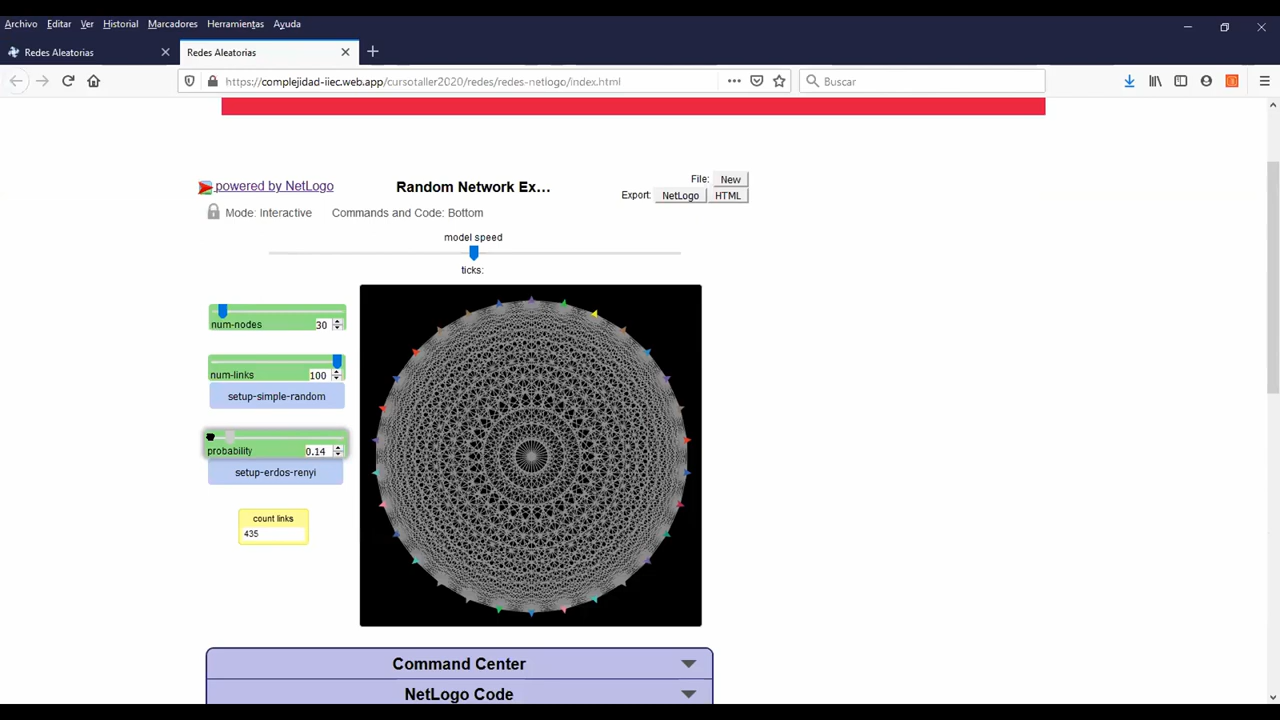 Archivo Editar Ver Historial Marcadores Herramientas Ayuda
Redes Aleatorias
Redes Aleatorias
https://complejidad-iiec.web.app/cursotaller2020/redes/redes-netlogo/index.html
Buscar
powered by NetLogo
Random Network Ex...
File: New
Export: NetLogo HTML
Mode: Interactive
Commands and Code: Bottom
model speed
ticks:
num-nodes 30
num-links 100
setup-simple-random
probability 0.14
setup-erdos-renyi
count links
435
Command Center
NetLogo Code